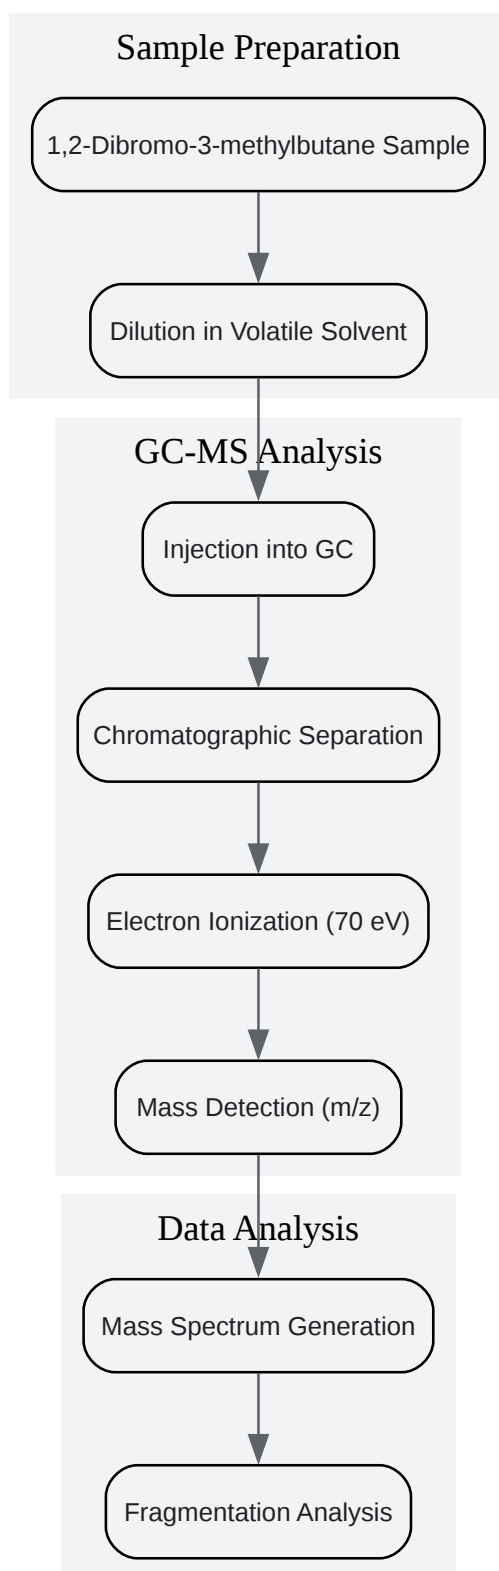 Sample Preparation
1,2-Dibromo-3-methylbutane Sample
Dilution in Volatile Solvent
GC-MS Analysis
Injection into GC
Chromatographic Separation
Electron Ionization (70 eV)
Mass Detection (m/z)
Data Analysis
Mass Spectrum Generation
Fragmentation Analysis